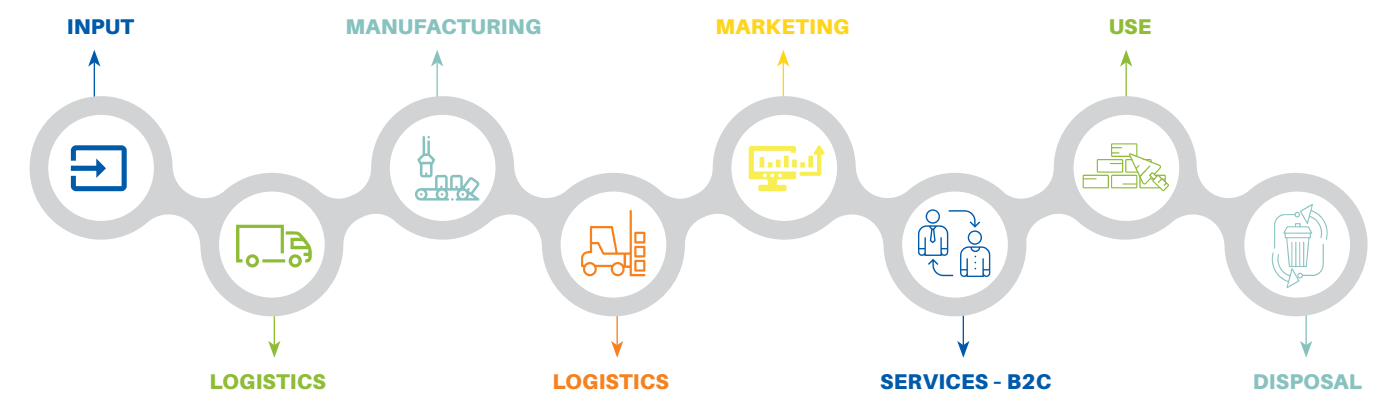 INPUT
MANUFACTURING
MARKETING
USE
LOGISTICS
LOGISTICS
SERVICES - B2C
DISPOSAL